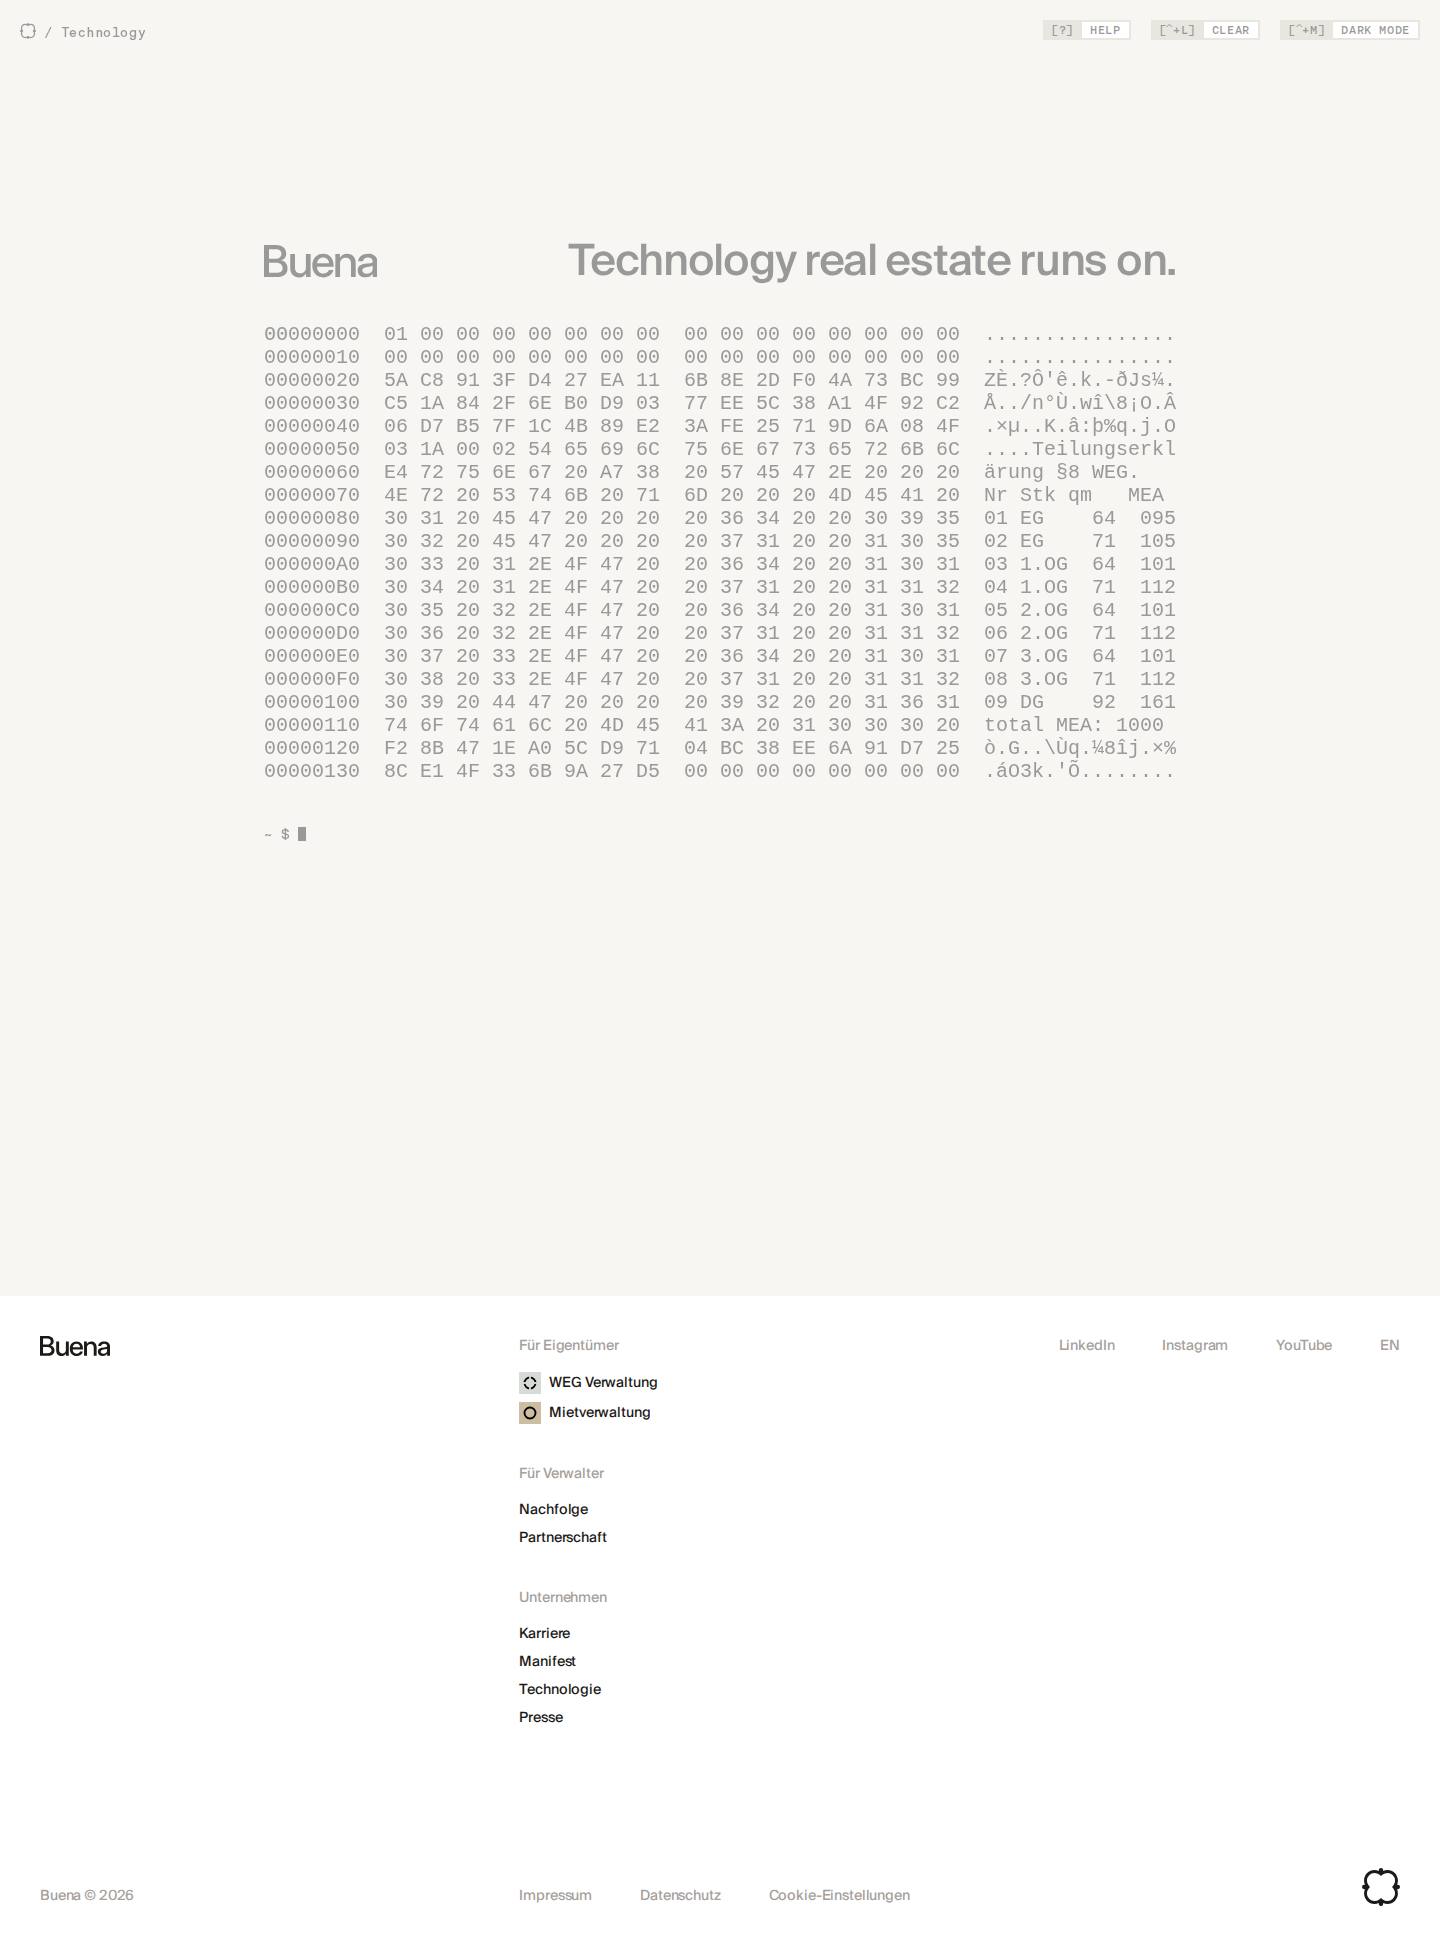 / Technology
[?] HELP [^+L] CLEAR [^+M] DARK MODE
Buena Technology real estate runs on.
00000000  01 00 00 00 00 00 00 00  00 00 00 00 00 00 00 00  ................
00000010  00 00 00 00 00 00 00 00  00 00 00 00 00 00 00 00  ................
00000020  5A C8 91 3F D4 27 EA 11  6B 8E 2D F0 4A 73 BC 99  ZÈ.?Ô'ê.k.-ðJs¼.
00000030  C5 1A 84 2F 6E B0 D9 03  77 EE 5C 38 A1 4F 92 C2  Å../n°Ù.wî\8¡O.Â
00000040  06 D7 B5 7F 1C 4B 89 E2  3A FE 25 71 9D 6A 08 4F  .×µ..K.â:þ%q.j.O
00000050  03 1A 00 02 54 65 69 6C  75 6E 67 73 65 72 6B 6C  ....Teilungserkl
00000060  E4 72 75 6E 67 20 A7 38  20 57 45 47 2E 20 20 20  ärung §8 WEG.
00000070  4E 72 20 53 74 6B 20 71  6D 20 20 20 4D 45 41 20  Nr Stk qm   MEA
00000080  30 31 20 45 47 20 20 20  20 36 34 20 20 30 39 35  01 EG    64  095
00000090  30 32 20 45 47 20 20 20  20 37 31 20 20 31 30 35  02 EG    71  105
000000A0  30 33 20 31 2E 4F 47 20  20 36 34 20 20 31 30 31  03 1.OG  64  101
000000B0  30 34 20 31 2E 4F 47 20  20 37 31 20 20 31 31 32  04 1.OG  71  112
000000C0  30 35 20 32 2E 4F 47 20  20 36 34 20 20 31 30 31  05 2.OG  64  101
000000D0  30 36 20 32 2E 4F 47 20  20 37 31 20 20 31 31 32  06 2.OG  71  112
000000E0  30 37 20 33 2E 4F 47 20  20 36 34 20 20 31 30 31  07 3.OG  64  101
000000F0  30 38 20 33 2E 4F 47 20  20 37 31 20 20 31 31 32  08 3.OG  71  112
00000100  30 39 20 44 47 20 20 20  20 39 32 20 20 31 36 31  09 DG    92  161
00000110  74 6F 74 61 6C 20 4D 45  41 3A 20 31 30 30 30 20  total MEA: 1000
00000120  F2 8B 47 1E A0 5C D9 71  04 BC 38 EE 6A 91 D7 25  ò.G..\Ùq.¼8îj.×%
00000130  8C E1 4F 33 6B 9A 27 D5  00 00 00 00 00 00 00 00  .áO3k.'Õ........
~ $
Buena
Für Eigentümer
WEG Verwaltung
Mietverwaltung
Für Verwalter
Nachfolge
Partnerschaft
Unternehmen
Karriere
Manifest
Technologie
Presse
LinkedIn Instagram YouTube EN
Buena © 2026
Impressum Datenschutz Cookie-Einstellungen